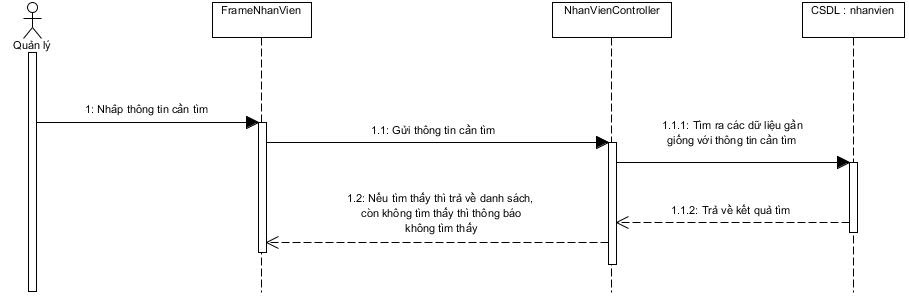 FrameNhanVien
NhanVienController
CSDL : nhanvien
Quản lý
1: Nhâp thông tin cần tìm
1.1: Gửi thông tin cần tìm
1.1.1: Tìm ra các dữ liệu gần
giống với thông tin cần tìm
1.2: Nếu tìm thấy thì trả về danh sách,
còn không tìm thấy thì thông báo
không tìm thấy
1.1.2: Trả về kết quả tìm